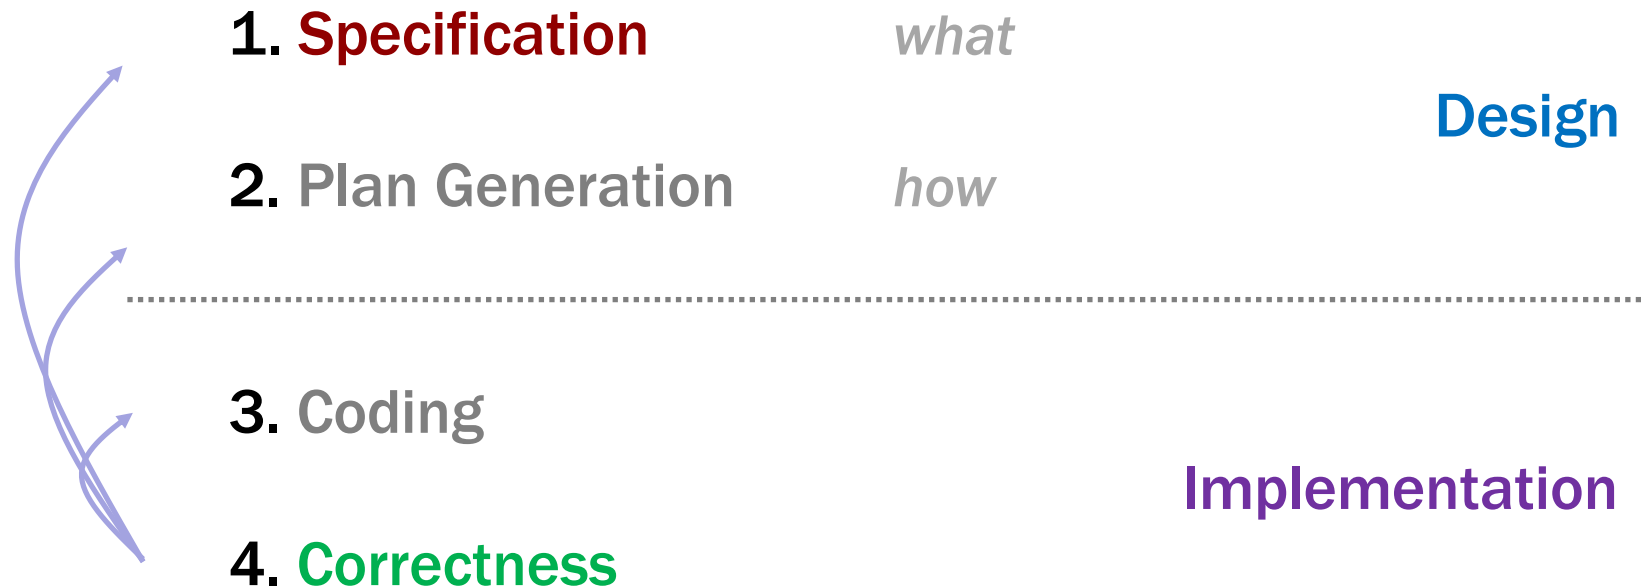 1. Specification what
Design
2. Plan Generation how
3. Coding
Implementation
4. Correctness